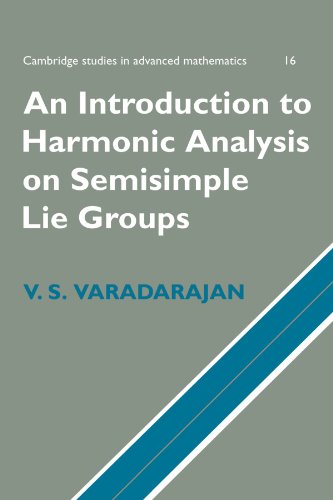 Cambridge studies in advanced mathematics 16
An Introduction to
Harmonic Analysis
on Semisimple
Lie Groups
V. S. VARADARAJAN